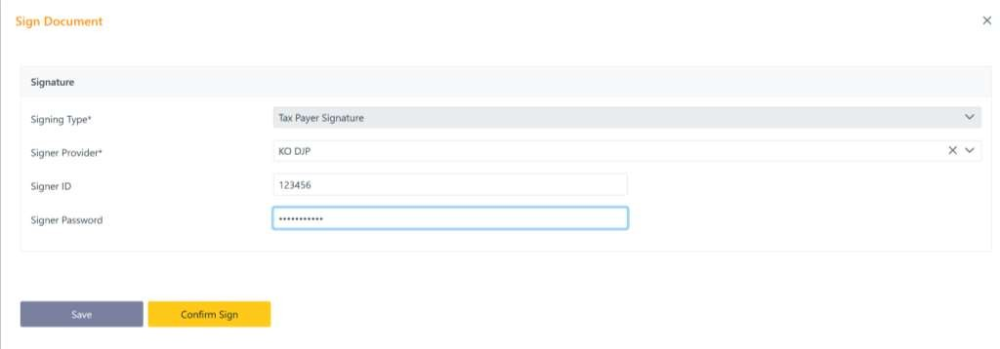 Sign Document
Signature
Signing Type*
Tax Payer Signature
Signer Provider*
KO DJP
Signer ID
123456
Signer Password
•••••••••••
Save
Confirm Sign